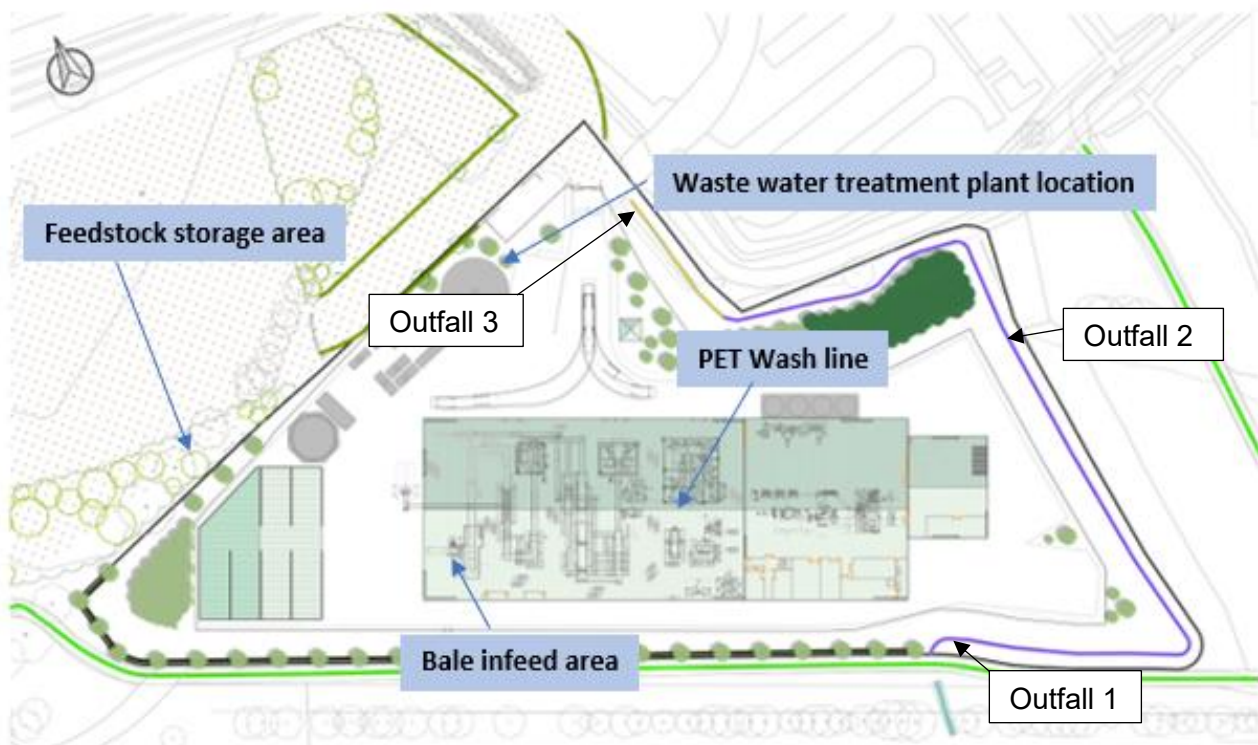 Waste water treatment plant location
Feedstock storage area
Outfall 3
Outfall 2
PET Wash line
Bale infeed area
Outfall 1